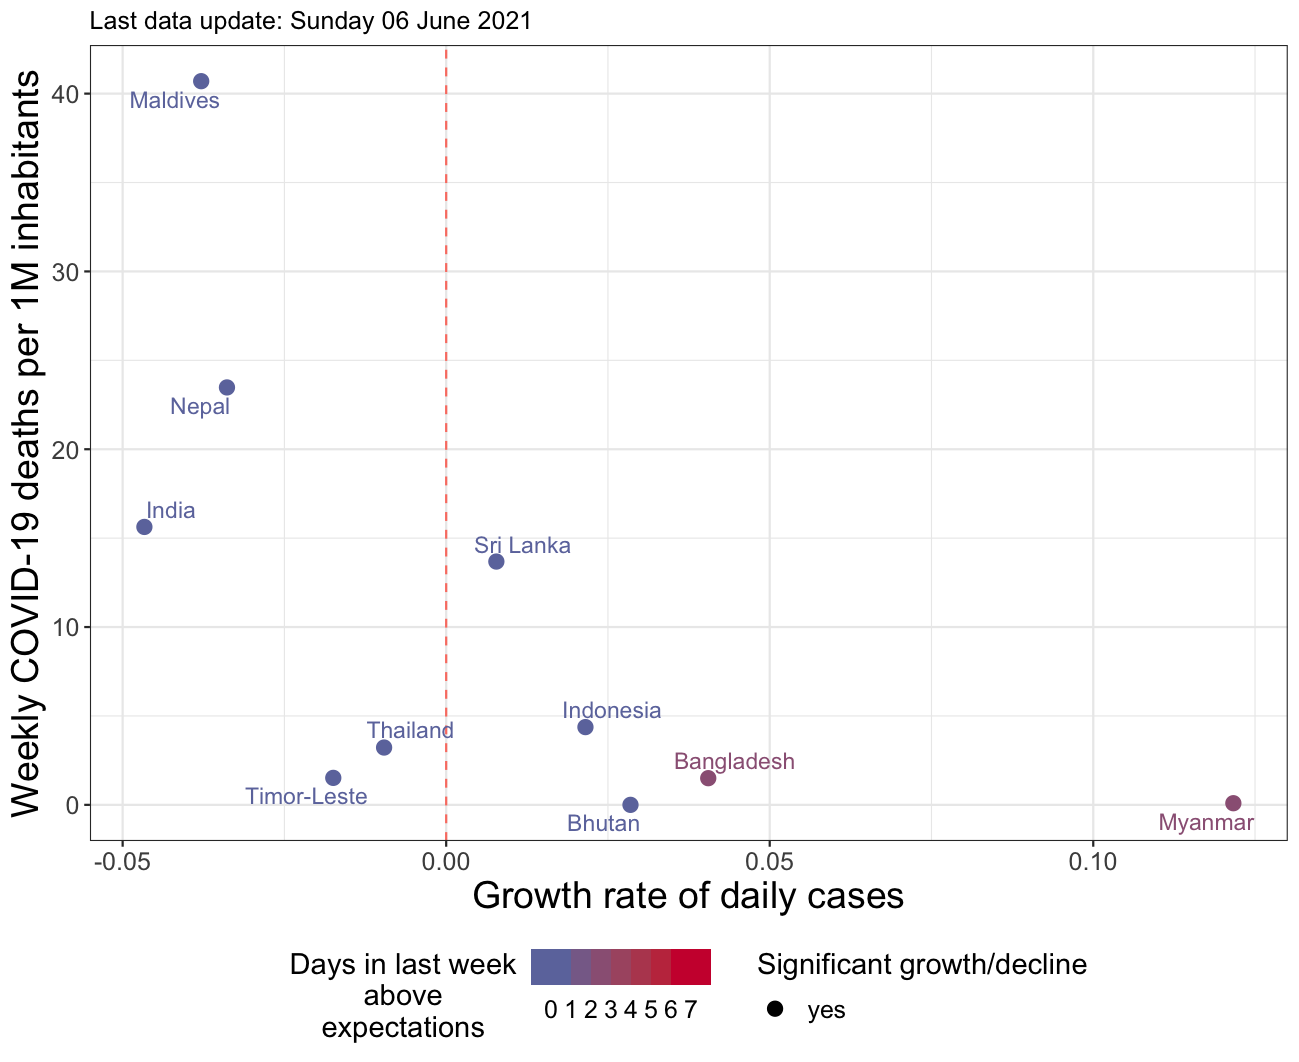 Last data update: Sunday 06 June 2021
Weekly COVID-19 deaths per 1M inhabitants
40
30
20
10
0
Maldives
Nepal
India
Sri Lanka
Indonesia
Thailand
Bangladesh
Timor-Leste
Bhutan
Myanmar
-0.05 0.00 0.05 0.10
Growth rate of daily cases
Days in last week
above
expectations
0 1 2 3 4 5 6 7
Significant growth/decline
yes